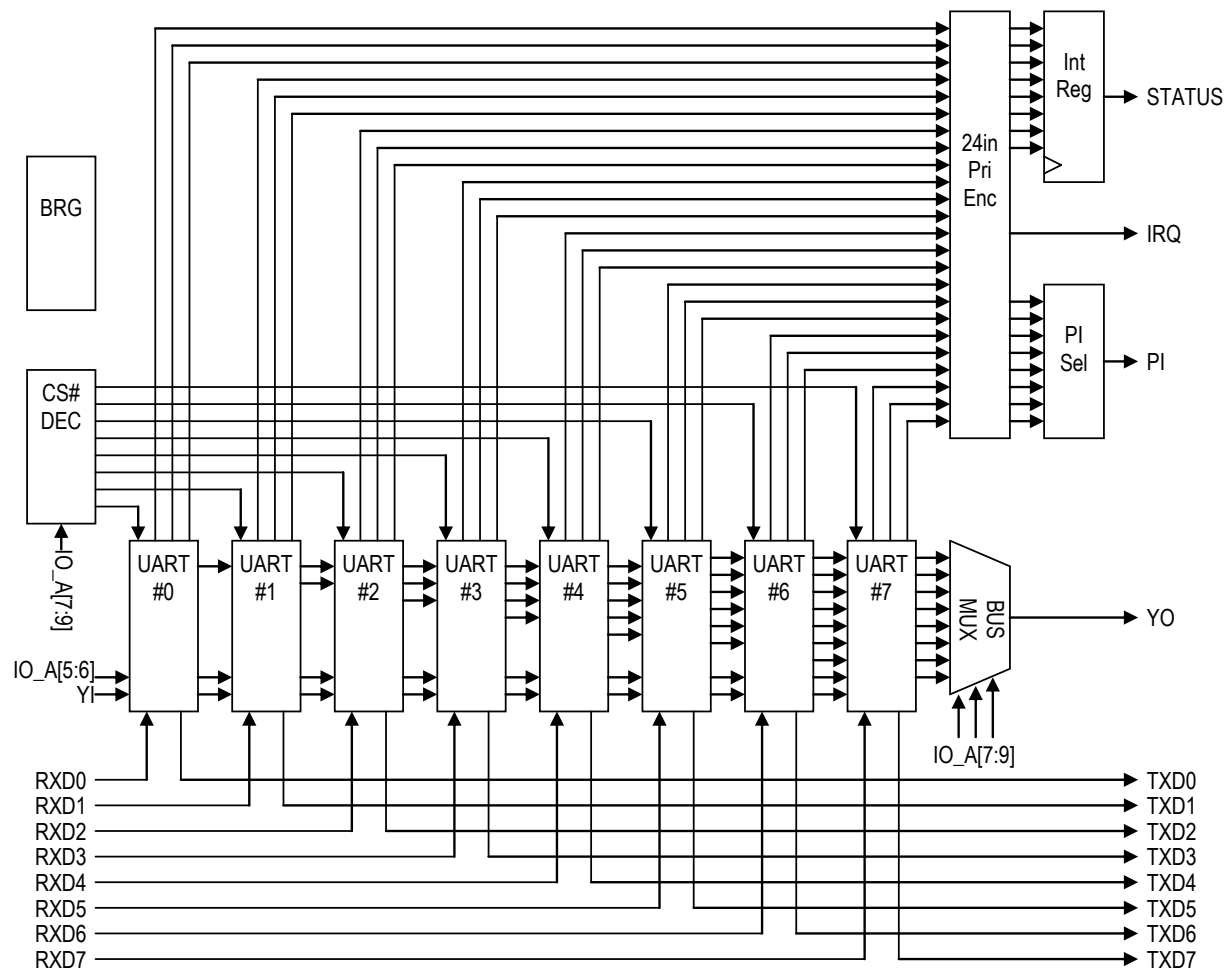 Int
Reg
STATUS
24in
Pri
Enc
BRG
IRQ
PI
Sel
PI
CS#
DEC
IO_A[7:9]
UART
#0
UART
#1
UART
#2
UART
#3
UART
#4
UART
#5
UART
#6
UART
#7
BUS
MUX
YO
IO_A[5:6]
YI
IO_A[7:9]
RXD0
TXD0
RXD1
TXD1
RXD2
TXD2
RXD3
TXD3
RXD4
TXD4
RXD5
TXD5
RXD6
TXD6
RXD7
TXD7